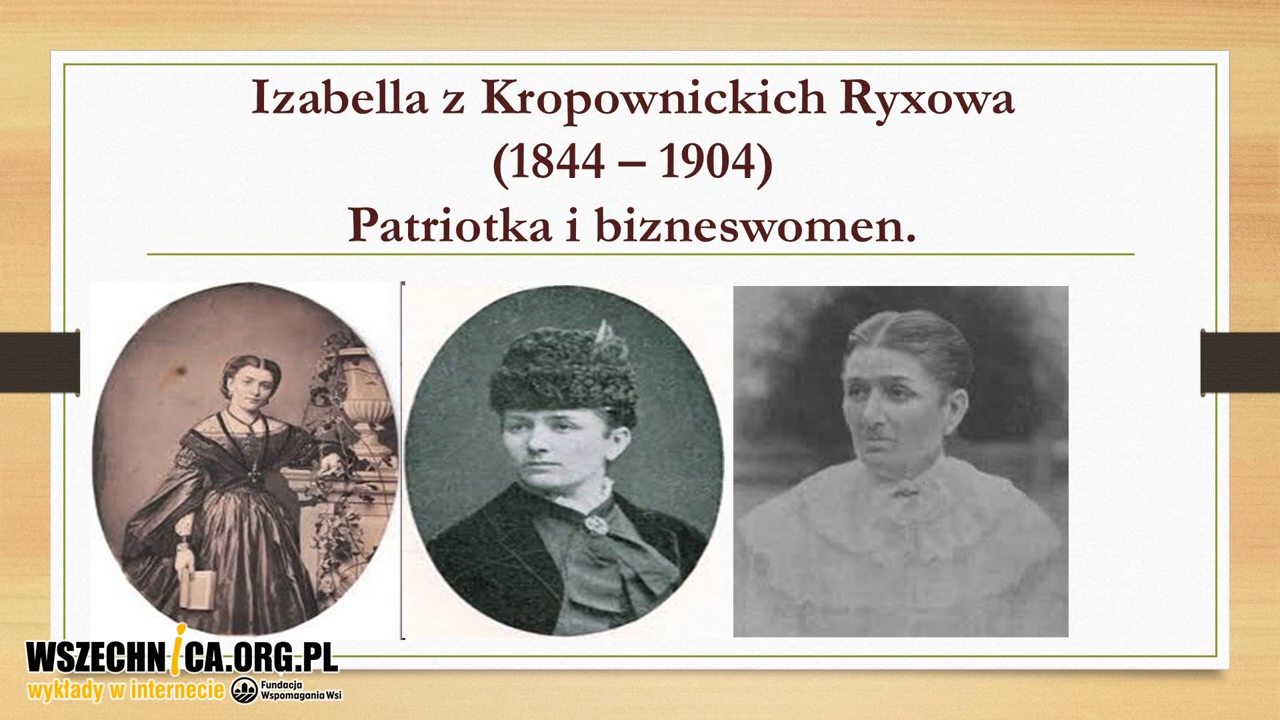 Izabella z Kropownickich Ryxowa
(1844 – 1904)
Patriotka i bizneswomen.
WSZECHNiCA.ORG.PL
wykłady w internecie
Fundacja
Wspomagania Wsi